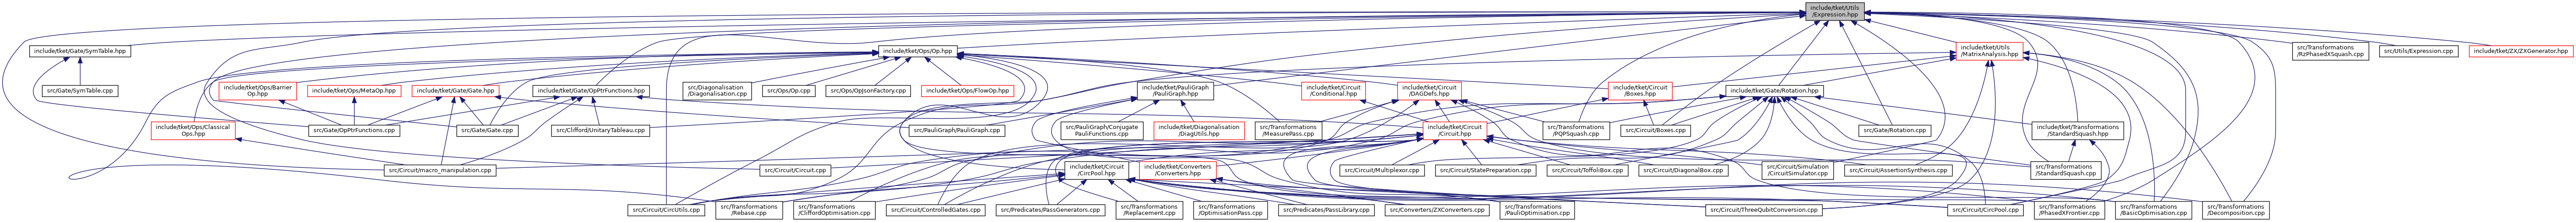 include/tket/Utils
/Expression.hpp
include/tket/Gate/SymTable.hpp
include/tket/Ops/Op.hpp
include/tket/Utils
/MatrixAnalysis.hpp
src/Transformations
/RzPhasedXSquash.cpp
src/Utils/Expression.cpp
include/tket/ZX/ZXGenerator.hpp
src/Gate/SymTable.cpp
include/tket/Ops/Barrier
Op.hpp
include/tket/Ops/MetaOp.hpp
include/tket/Gate/Gate.hpp
include/tket/Gate/OpPtrFunctions.hpp
src/Diagonalisation
/Diagonalisation.cpp
src/Ops/Op.cpp
src/Ops/OpJsonFactory.cpp
include/tket/Ops/FlowOp.hpp
include/tket/PauliGraph
/PauliGraph.hpp
include/tket/Circuit
/Conditional.hpp
include/tket/Circuit
/DAGDefs.hpp
include/tket/Circuit
/Boxes.hpp
include/tket/Gate/Rotation.hpp
include/tket/Ops/Classical
Ops.hpp
src/Gate/OpPtrFunctions.cpp
src/Gate/Gate.cpp
src/Clifford/UnitaryTableau.cpp
src/PauliGraph/PauliGraph.cpp
src/PauliGraph/Conjugate
PauliFunctions.cpp
include/tket/Diagonalisation
/DiagUtils.hpp
src/Transformations
/MeasurePass.cpp
include/tket/Circuit
/Circuit.hpp
src/Transformations
/PQPSquash.cpp
src/Circuit/Boxes.cpp
src/Gate/Rotation.cpp
include/tket/Transformations
/StandardSquash.hpp
src/Circuit/macro_manipulation.cpp
src/Circuit/Circuit.cpp
include/tket/Circuit
/CircPool.hpp
include/tket/Converters
/Converters.hpp
src/Circuit/Multiplexor.cpp
src/Circuit/StatePreparation.cpp
src/Circuit/ToffoliBox.cpp
src/Circuit/DiagonalBox.cpp
src/Circuit/Simulation
/CircuitSimulator.cpp
src/Circuit/AssertionSynthesis.cpp
src/Transformations
/StandardSquash.cpp
src/Circuit/CircUtils.cpp
src/Transformations
/Rebase.cpp
src/Transformations
/CliffordOptimisation.cpp
src/Circuit/ControlledGates.cpp
src/Predicates/PassGenerators.cpp
src/Transformations
/Replacement.cpp
src/Transformations
/OptimisationPass.cpp
src/Predicates/PassLibrary.cpp
src/Converters/ZXConverters.cpp
src/Transformations
/PauliOptimisation.cpp
src/Circuit/ThreeQubitConversion.cpp
src/Circuit/CircPool.cpp
src/Transformations
/PhasedXFrontier.cpp
src/Transformations
/BasicOptimisation.cpp
src/Transformations
/Decomposition.cpp